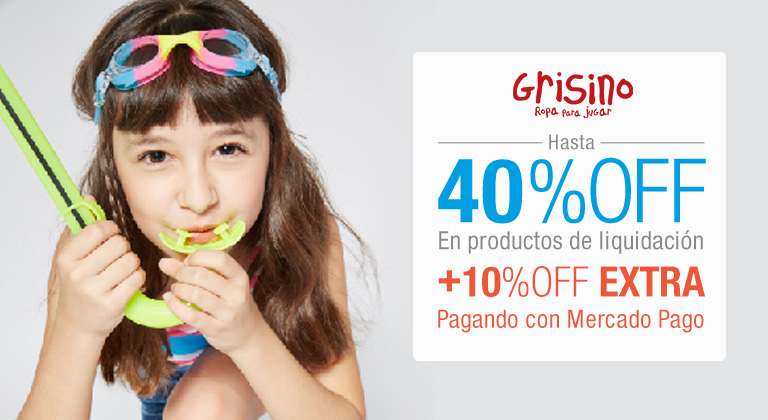 Grisino
Ropa para jugar
Hasta
40%OFF
En productos de liquidación
+10%OFF EXTRA
Pagando con Mercado Pago